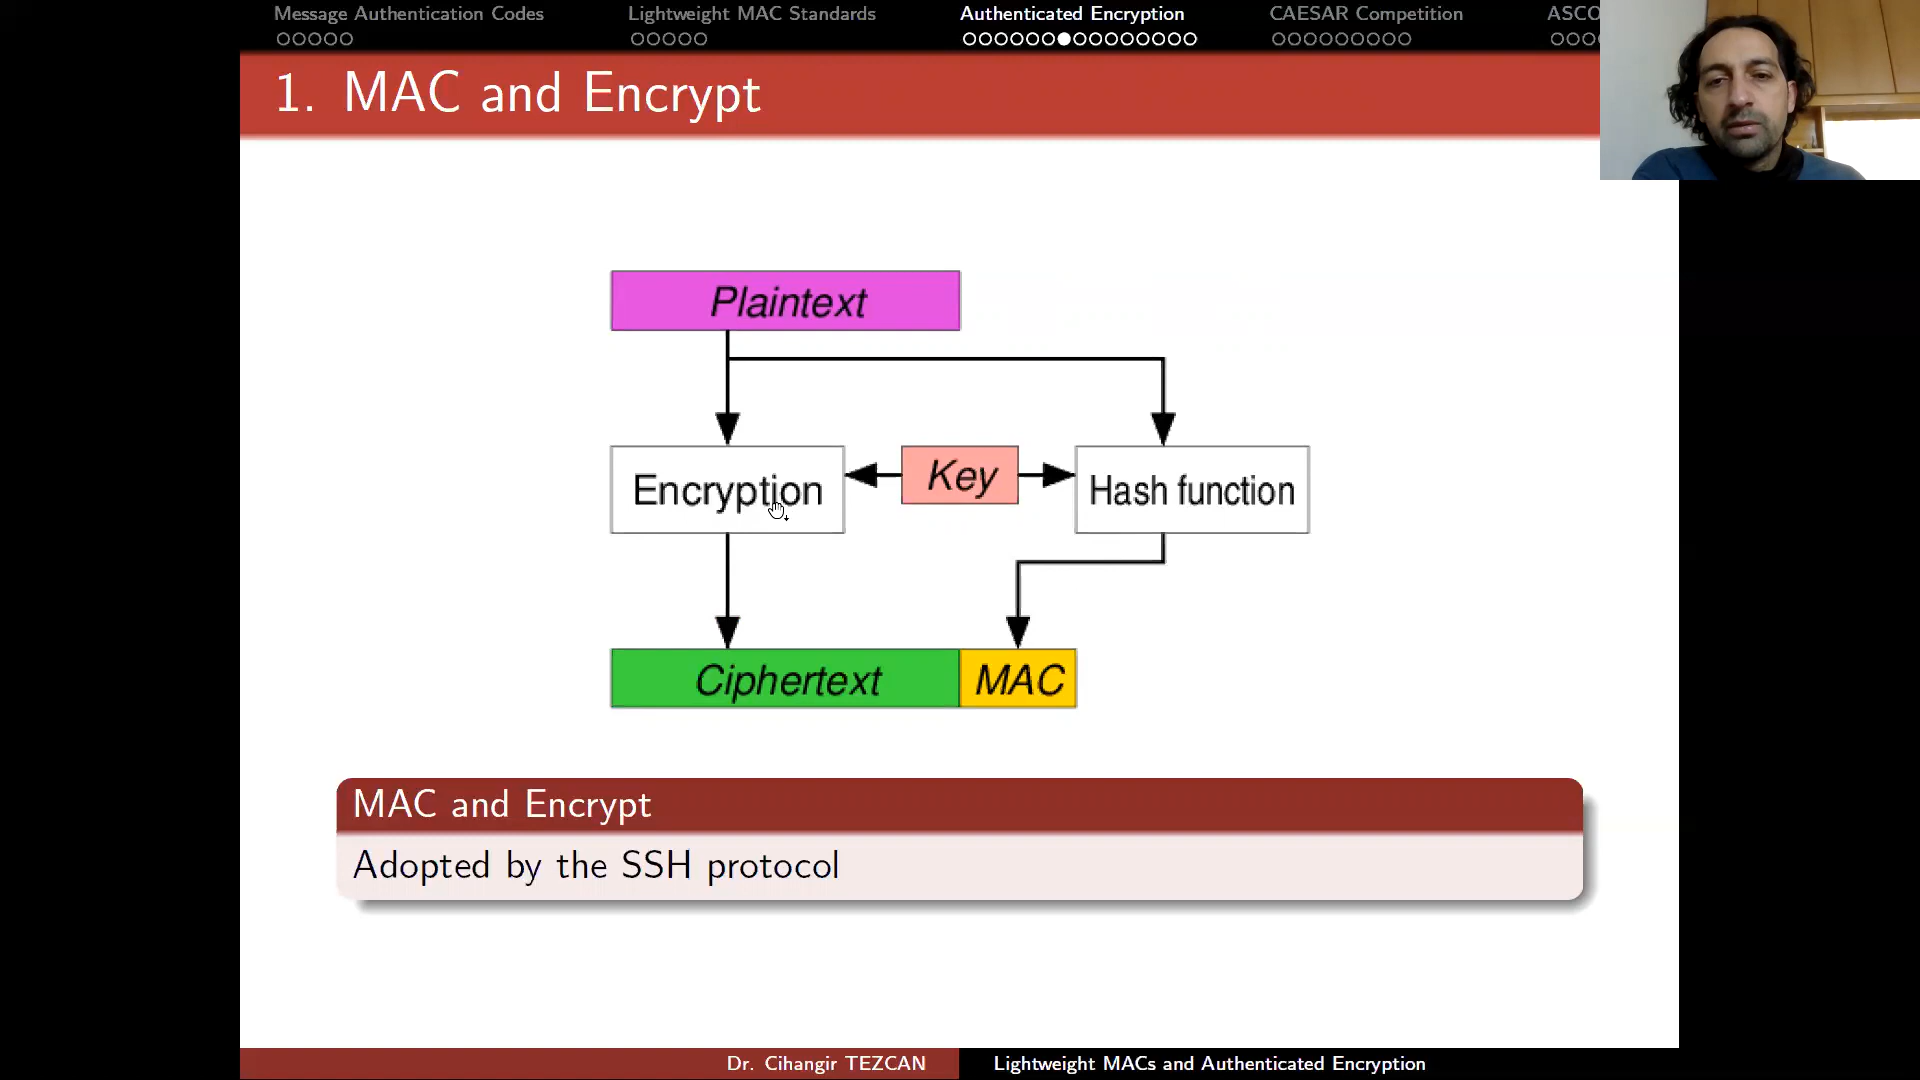 Message Authentication Codes
Lightweight MAC Standards
Authenticated Encryption
CAESAR Competition
ASCO
1. MAC and Encrypt
Plaintext
Encryption
Key
Hash function
Ciphertext
MAC
MAC and Encrypt
Adopted by the SSH protocol
Dr. Cihangir TEZCAN
Lightweight MACs and Authenticated Encryption